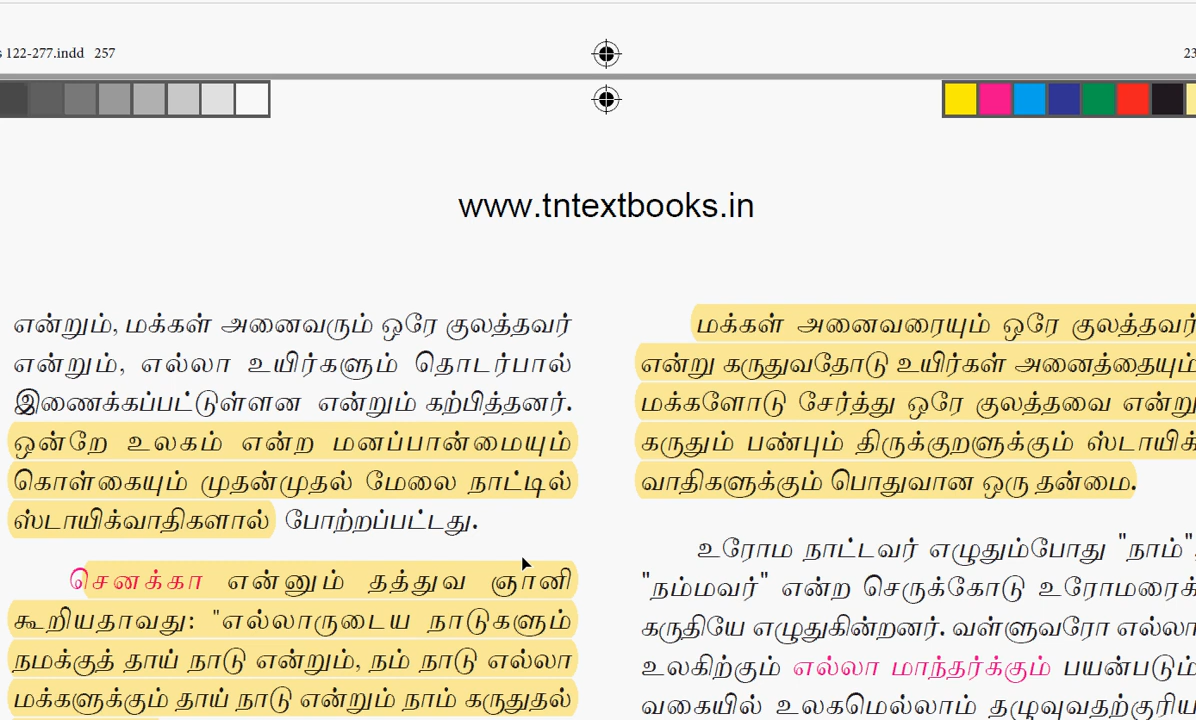 s 122-277.indd 257
23
www.tntextbooks.in
என்றும், மக்கள் அனைவரும் ஒரே குலத்தவர்
என்றும், எல்லா உயிர்களும் தொடர்பால்
இணைக்கப்பட்டுள்ளன என்றும் கற்பித்தனர்.
ஒன்றே உலகம் என்ற மனப்பான்மையும்
கொள்கையும் முதன்முதல் மேலை நாட்டில்
ஸ்டாயிக்வாதிகளால் போற்றப்பட்டது.
செனக்கா என்னும் தத்துவ ஞானி
கூறியதாவது: "எல்லாருடைய நாடுகளும்
நமக்குத் தாய் நாடு என்றும், நம் நாடு எல்லா
மக்களுக்கும் தாய் நாடு என்றும் நாம் கருதுதல்
மக்கள் அனைவரையும் ஒரே குலத்தவர்
என்று கருதுவதோடு உயிர்கள் அனைத்தையும்
மக்களோடு சேர்த்து ஒரே குலத்தவை என்று
கருதும் பண்பும் திருக்குறளுக்கும் ஸ்டாயிக்
வாதிகளுக்கும் பொதுவான ஒரு தன்மை.
உரோம நாட்டவர் எழுதும்போது "நாம்",
"நம்மவர்" என்ற செருக்கோடு உரோமரைக்
கருதியே எழுதுகின்றனர். வள்ளுவரோ எல்லா
உலகிற்கும் எல்லா மாந்தர்க்கும் பயன்படும்
வகையில் உலகமெல்லாம் தழுவுவதற்குரிய